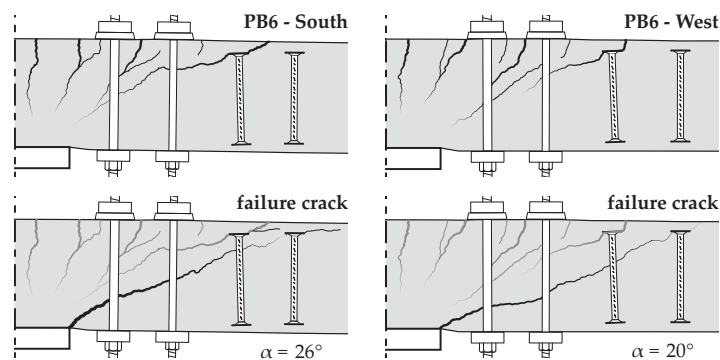 PB6 - South
PB6 - West
failure crack
failure crack
α = 26°
α = 20°